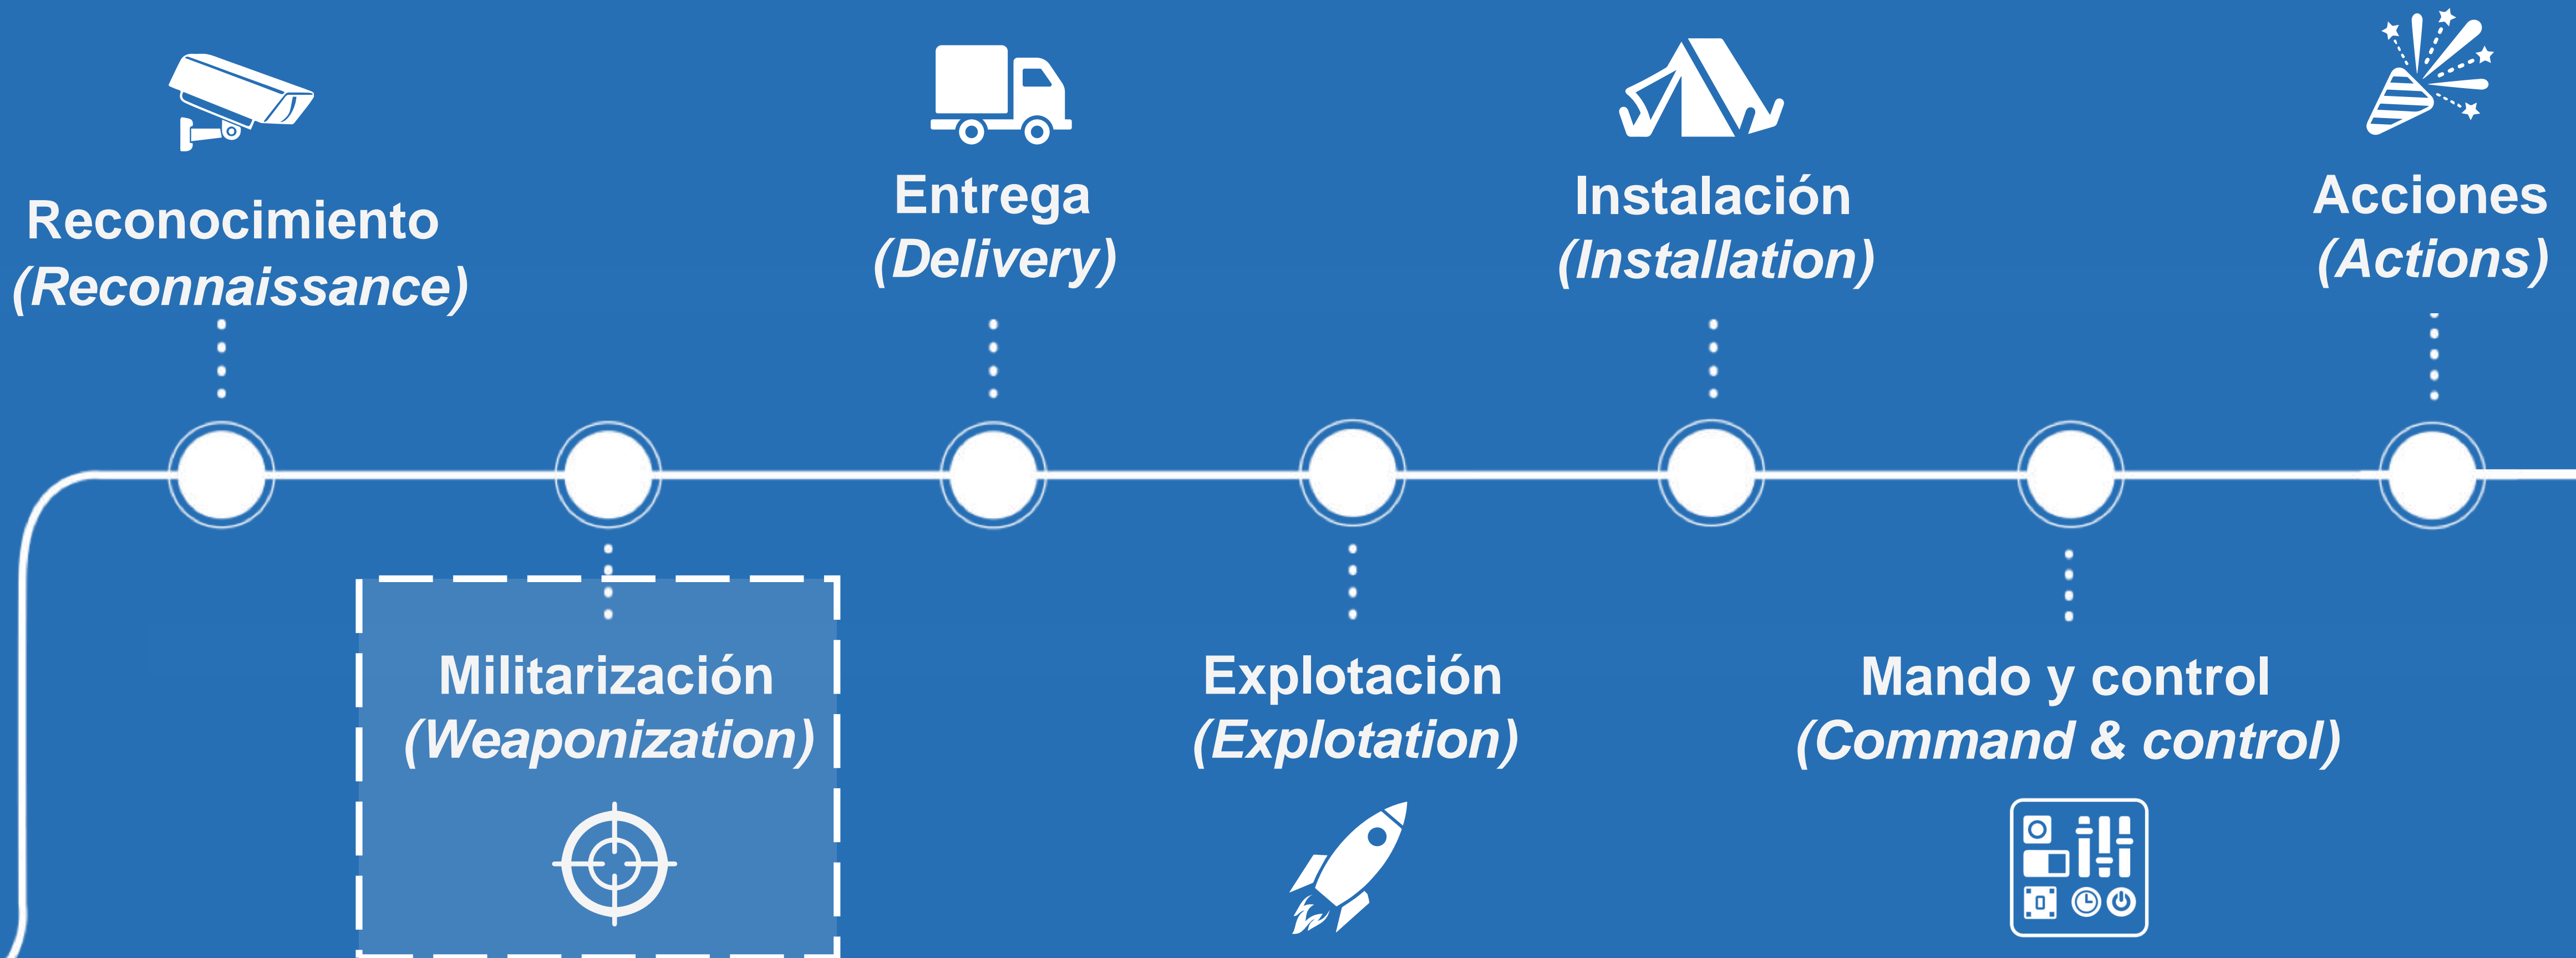 Reconocimiento
(Reconnaissance)
Militarización
(Weaponization)
Entrega
(Delivery)
Explotación
(Explotation)
Instalación
(Installation)
Mando y control
(Command & control)
Acciones
(Actions)